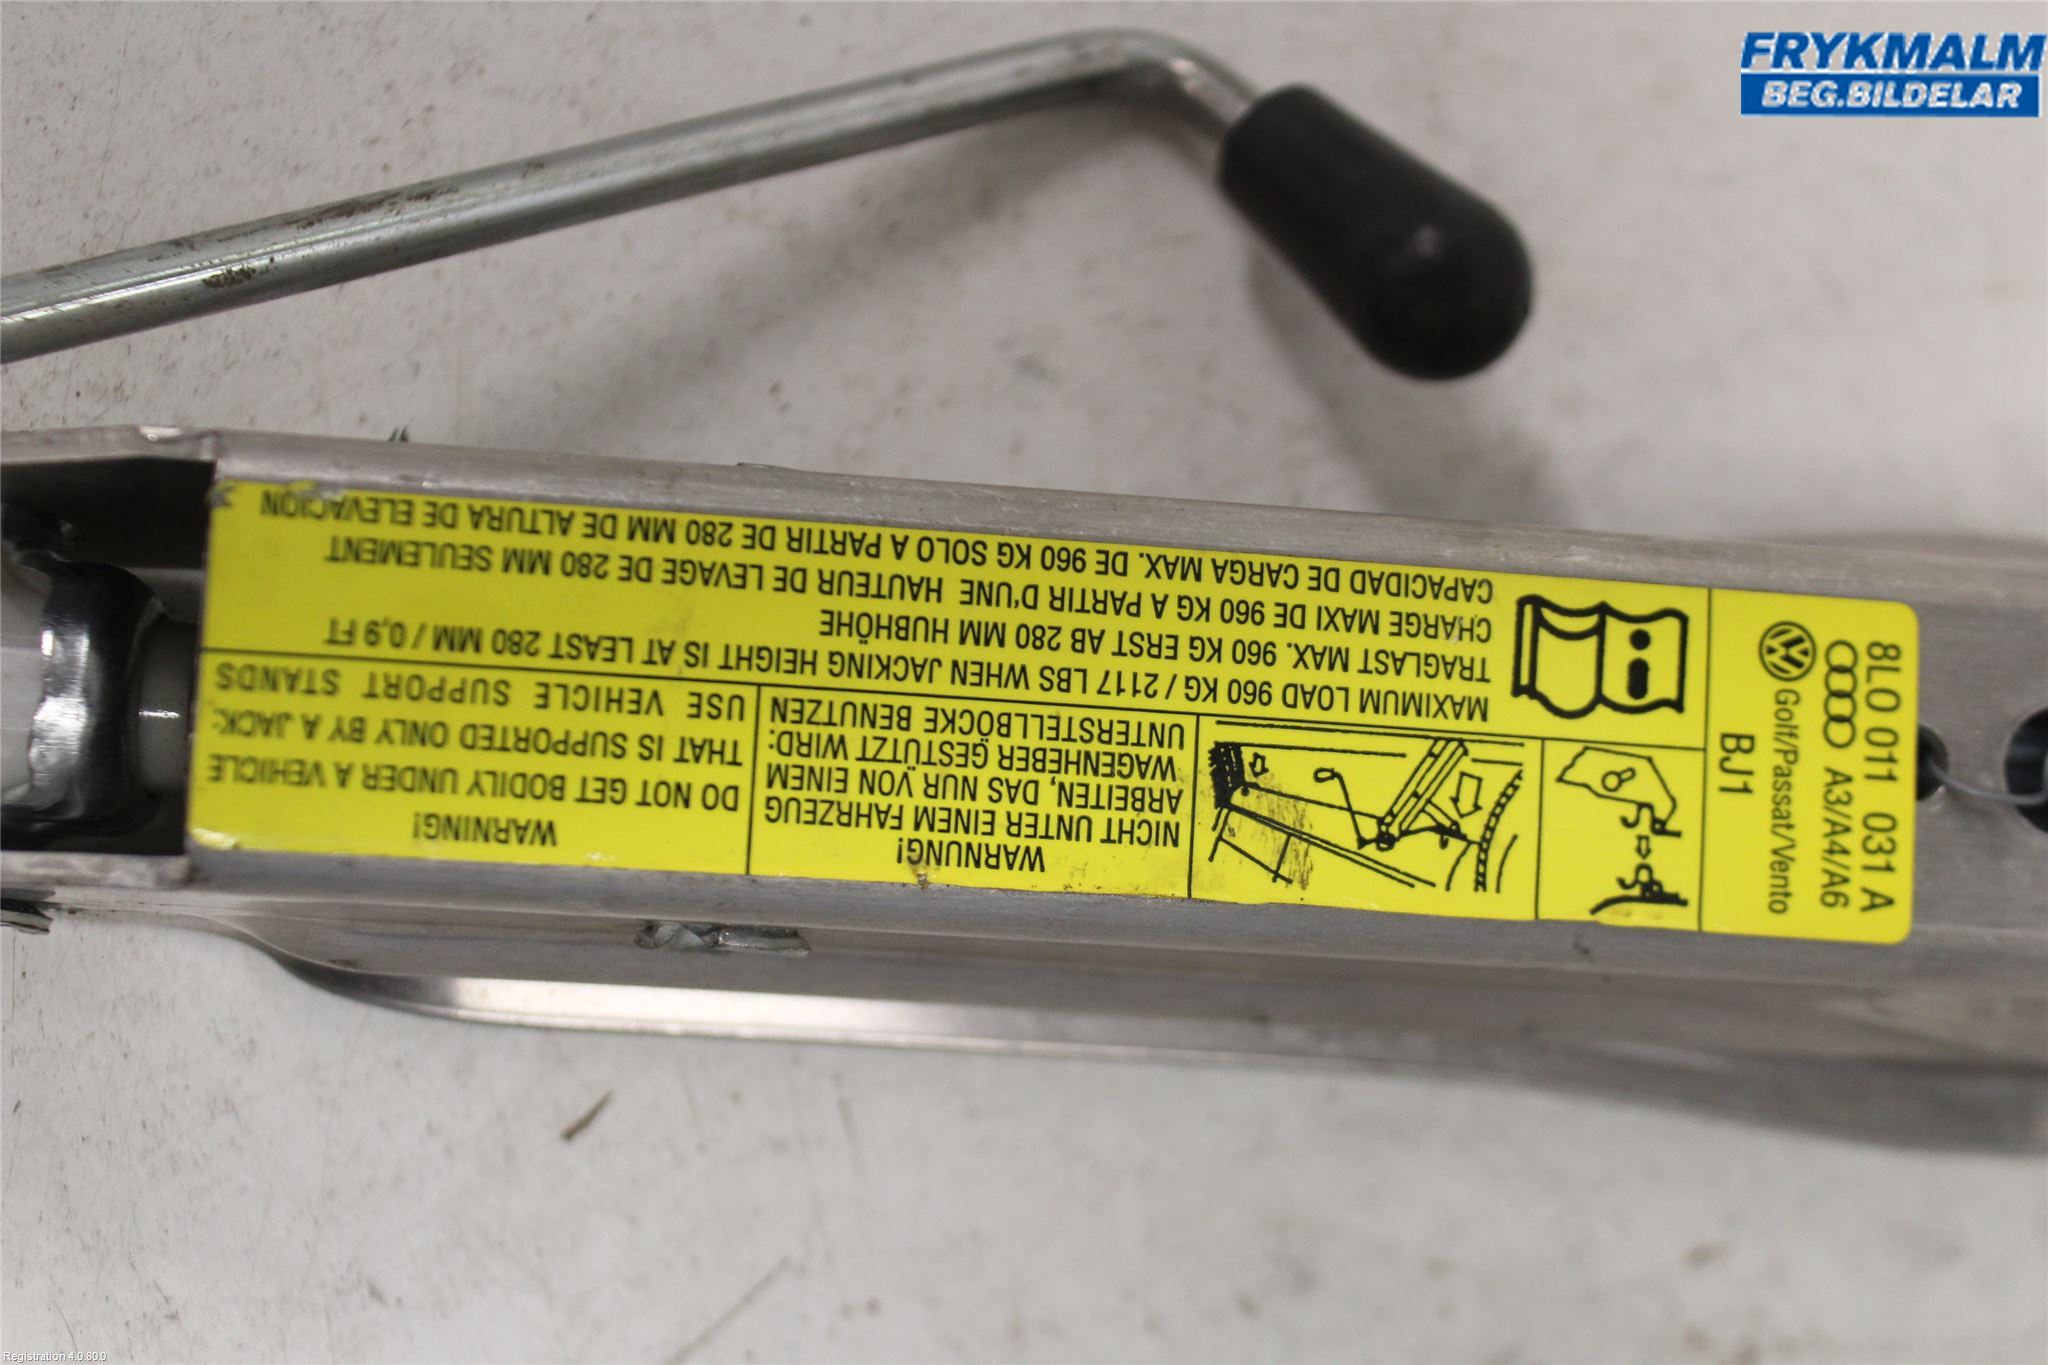 FRYKMALM
BEG.BILDELAR
8L0 011 031 A
A3/A4/A6
Golf/Passat/Vento
BJ1
WARNING!
DO NOT GET BODILY UNDER A VEHICLE
THAT IS SUPPORTED ONLY BY A JACK:
USE VEHICLE SUPPORT STANDS
WARNUNG!
NICHT UNTER EINEM FAHRZEUG
ARBEITEN, DAS NUR VON EINEM
WAGENHEBER GESTÜTZT WIRD:
UNTERSTELLBÖCKE BENUTZEN
MAXIMUM LOAD 960 KG / 2117 LBS WHEN JACKING HEIGHT IS AT LEAST 280 MM / 0,9 FT
TRAGLAST MAX. 960 KG ERST AB 280 MM HUBHÖHE
CHARGE MAXI DE 960 KG A PARTIR D'UNE HAUTEUR DE LEVAGE DE 280 MM SEULEMENT
CAPACIDAD DE CARGA MAX. DE 960 KG SOLO A PARTIR DE 280 MM DE ALTURA DE ELEVACION
Registration 4.0.80.0